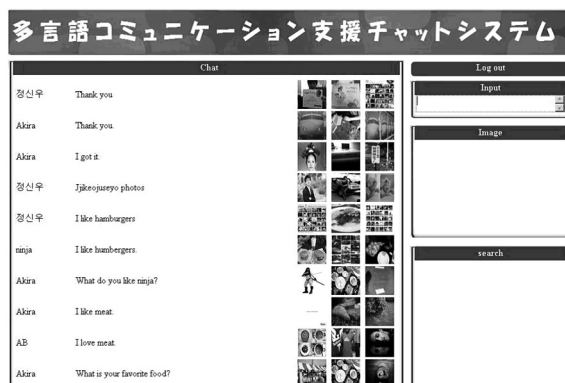 多言語コミュニケーション支援チャットシステム
Chat
Log out
정신우 Thank you
Input
Akira Thank you.
Image
Akira I got it.
정신우 Jjikeojuseyo photos
정신우 I like hamburgers
ninja I like humbergers.
search
Akira What do you like ninja?
Akira I like meat.
AB I love meat.
Akira What is your favorite food?